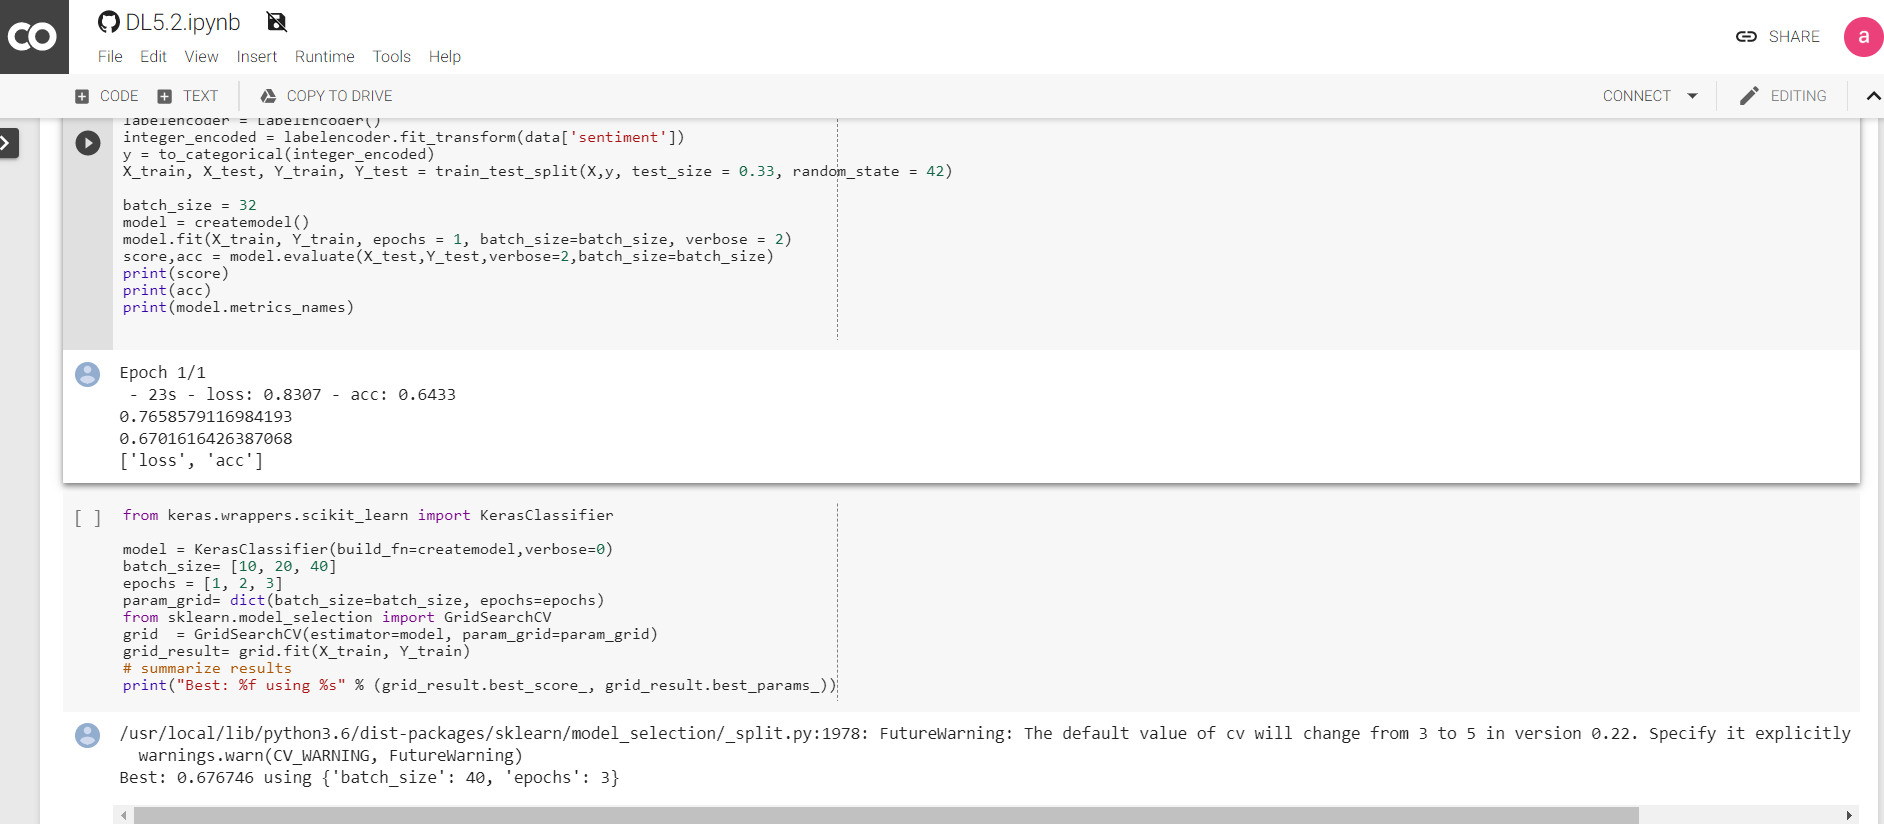 CO
DL5.2.ipynb
File Edit View Insert Runtime Tools Help
SHARE
a
CODE TEXT COPY TO DRIVE
CONNECT EDITING
labelencoder = LabelEncoder()
integer_encoded = labelencoder.fit_transform(data['sentiment'])
y = to_categorical(integer_encoded)
X_train, X_test, Y_train, Y_test = train_test_split(X,y, test_size = 0.33, random_state = 42)
batch_size = 32
model = createmodel()
model.fit(X_train, Y_train, epochs = 1, batch_size=batch_size, verbose = 2)
score,acc = model.evaluate(X_test,Y_test,verbose=2,batch_size=batch_size)
print(score)
print(acc)
print(model.metrics_names)
Epoch 1/1
 - 23s - loss: 0.8307 - acc: 0.6433
0.7658579116984193
0.6701616426387068
['loss', 'acc']
[ ] from keras.wrappers.scikit_learn import KerasClassifier
model = KerasClassifier(build_fn=createmodel,verbose=0)
batch_size= [10, 20, 40]
epochs = [1, 2, 3]
param_grid= dict(batch_size=batch_size, epochs=epochs)
from sklearn.model_selection import GridSearchCV
grid  = GridSearchCV(estimator=model, param_grid=param_grid)
grid_result= grid.fit(X_train, Y_train)
# summarize results
print("Best: %f using %s" % (grid_result.best_score_, grid_result.best_params_))
/usr/local/lib/python3.6/dist-packages/sklearn/model_selection/_split.py:1978: FutureWarning: The default value of cv will change from 3 to 5 in version 0.22. Specify it explicitly
  warnings.warn(CV_WARNING, FutureWarning)
Best: 0.676746 using {'batch_size': 40, 'epochs': 3}